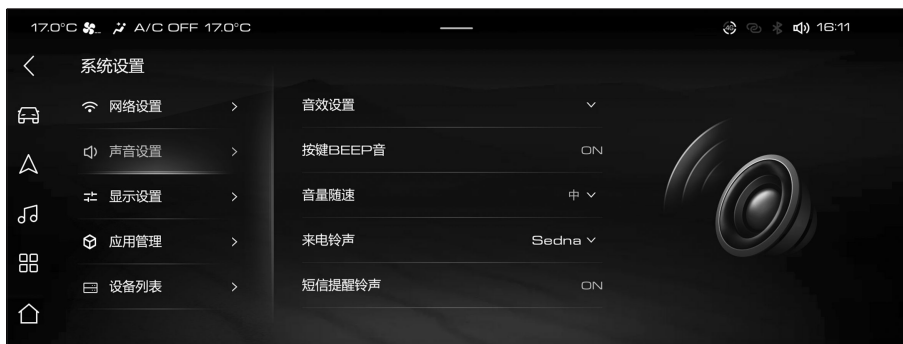 17.0°C A/C OFF 17.0°C 4G 16:11
系统设置
网络设置
声音设置
显示设置
应用管理
设备列表
音效设置
按键BEEP音 ON
音量随速 中
来电铃声 Sedna
短信提醒铃声 ON